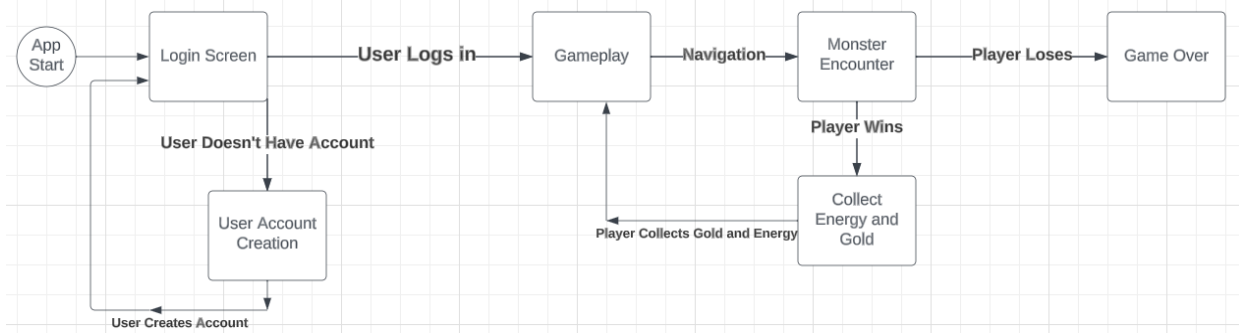 App
Start
Login Screen
User Logs in
Gameplay
Navigation
Monster
Encounter
Player Loses
Game Over
User Doesn't Have Account
Player Wins
User Account
Creation
Collect
Energy and
Gold
Player Collects Gold and Energy
User Creates Account